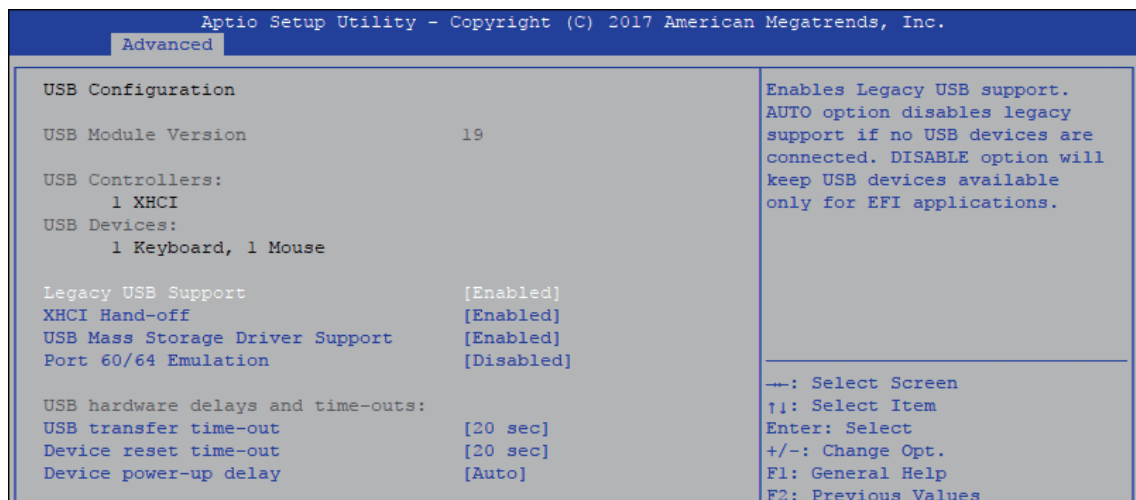 Aptio Setup Utility - Copyright (C) 2017 American Megatrends, Inc.
Advanced
USB Configuration
USB Module Version 19
USB Controllers:
1 XHCI
USB Devices:
1 Keyboard, 1 Mouse
Legacy USB Support [Enabled]
XHCI Hand-off [Enabled]
USB Mass Storage Driver Support [Enabled]
Port 60/64 Emulation [Disabled]
USB hardware delays and time-outs:
USB transfer time-out [20 sec]
Device reset time-out [20 sec]
Device power-up delay [Auto]
Enables Legacy USB support.
AUTO option disables legacy
support if no USB devices are
connected. DISABLE option will
keep USB devices available
only for EFI applications.
→←: Select Screen
↑↓: Select Item
Enter: Select
+/-: Change Opt.
F1: General Help
F2: Previous Values